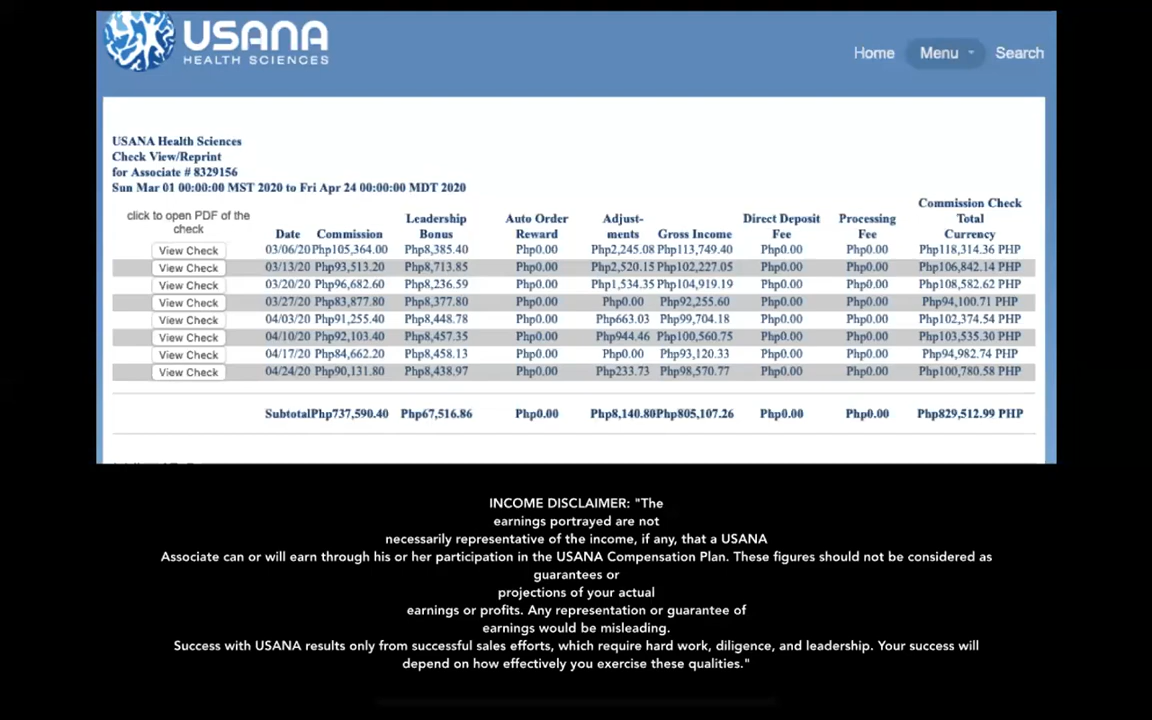 USANA
HEALTH SCIENCES
Home Menu Search
USANA Health Sciences
Check View/Reprint
for Associate # 8329156
Sun Mar 01 00:00:00 MST 2020 to Fri Apr 24 00:00:00 MDT 2020
click to open PDF of the check Date Commission Leadership Bonus Auto Order Reward Adjust- ments Gross Income Direct Deposit Fee Processing Fee Commission Check Total Currency
View Check 03/06/20 Php105,364.00 Php8,385.40 Php0.00 Php2,245.08 Php113,749.40 Php0.00 Php0.00 Php118,314.36 PHP
View Check 03/13/20 Php93,513.20 Php8,713.85 Php0.00 Php2,520.15 Php102,227.05 Php0.00 Php0.00 Php106,842.14 PHP
View Check 03/20/20 Php96,682.60 Php8,236.59 Php0.00 Php1,534.35 Php104,919.19 Php0.00 Php0.00 Php108,582.62 PHP
View Check 03/27/20 Php83,877.80 Php8,377.80 Php0.00 Php0.00 Php92,255.60 Php0.00 Php0.00 Php94,100.71 PHP
View Check 04/03/20 Php91,255.40 Php8,448.78 Php0.00 Php663.03 Php99,704.18 Php0.00 Php0.00 Php102,374.54 PHP
View Check 04/10/20 Php92,103.40 Php8,457.35 Php0.00 Php944.46 Php100,560.75 Php0.00 Php0.00 Php103,535.30 PHP
View Check 04/17/20 Php84,662.20 Php8,458.13 Php0.00 Php0.00 Php93,120.33 Php0.00 Php0.00 Php94,982.74 PHP
View Check 04/24/20 Php90,131.80 Php8,438.97 Php0.00 Php233.73 Php98,570.77 Php0.00 Php0.00 Php100,780.58 PHP
Subtotal Php737,590.40 Php67,516.86 Php0.00 Php8,140.80 Php805,107.26 Php0.00 Php0.00 Php829,512.99 PHP
INCOME DISCLAIMER: "The
earnings portrayed are not
necessarily representative of the income, if any, that a USANA
Associate can or will earn through his or her participation in the USANA Compensation Plan. These figures should not be considered as
guarantees or
projections of your actual
earnings or profits. Any representation or guarantee of
earnings would be misleading.
Success with USANA results only from successful sales efforts, which require hard work, diligence, and leadership. Your success will
depend on how effectively you exercise these qualities."